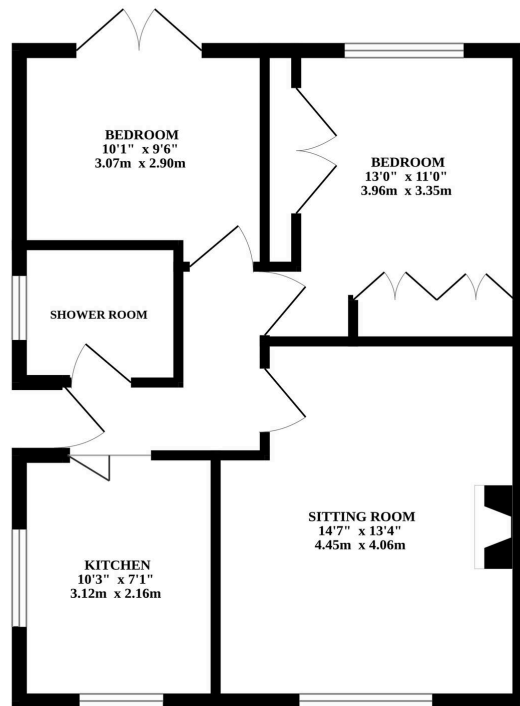 BEDROOM
10'1" x 9'6"
3.07m x 2.90m
BEDROOM
13'0" x 11'0"
3.96m x 3.35m
SHOWER ROOM
SITTING ROOM
14'7" x 13'4"
4.45m x 4.06m
KITCHEN
10'3" x 7'1"
3.12m x 2.16m